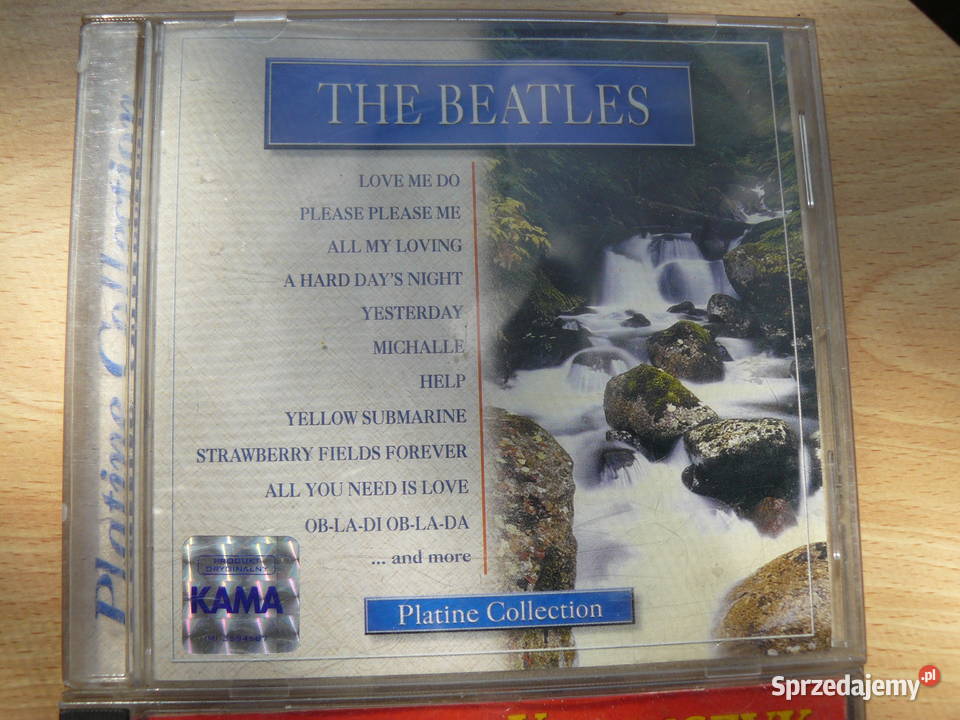 THE BEATLES
LOVE ME DO
PLEASE PLEASE ME
ALL MY LOVING
A HARD DAY'S NIGHT
YESTERDAY
MICHALLE
HELP
YELLOW SUBMARINE
STRAWBERRY FIELDS FOREVER
ALL YOU NEED IS LOVE
OB-LA-DI OB-LA-DA
... and more
Platine Collection
Platine Collection
PRODUKT
ORYGINALNY
KAMA
Sprzedajemy.pl